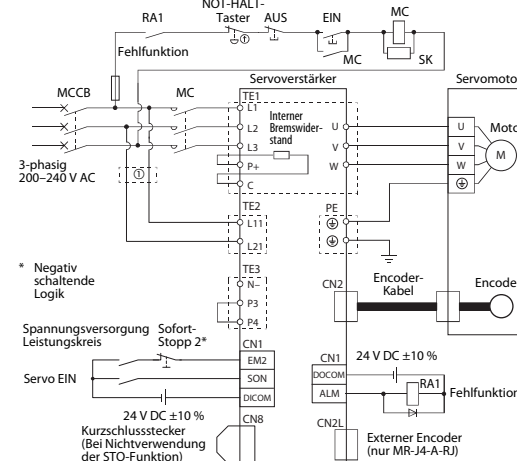 NOT-HALT-
RA1 Taster AUS EIN MC
Fehlfunktion MC SK
Servoverstärker Servomoto
MCCB MC TE1
L1
L2
L3
P+
C
Interner
Bremswider-
stand
U
V
W
U
V
W
Moto
M
3-phasig
200–240 V AC
①
TE2
L11
L21
PE
* Negativ
schaltende
Logik
TE3
N–
P3
P4
CN2
Encoder-
Kabel
Encode
Spannungsversorgung
Leistungskreis
Sofort-
Stopp 2*
Servo EIN
24 V DC ±10 %
CN1
EM2
SON
DICOM
CN1
DOCOM
ALM
24 V DC ±10 %
RA1
Fehlfunktion
CN8
Kurzschlussstecker
(Bei Nichtverwendung
der STO-Funktion)
CN2L
Externer Encoder
(nur MR-J4-A-RJ)